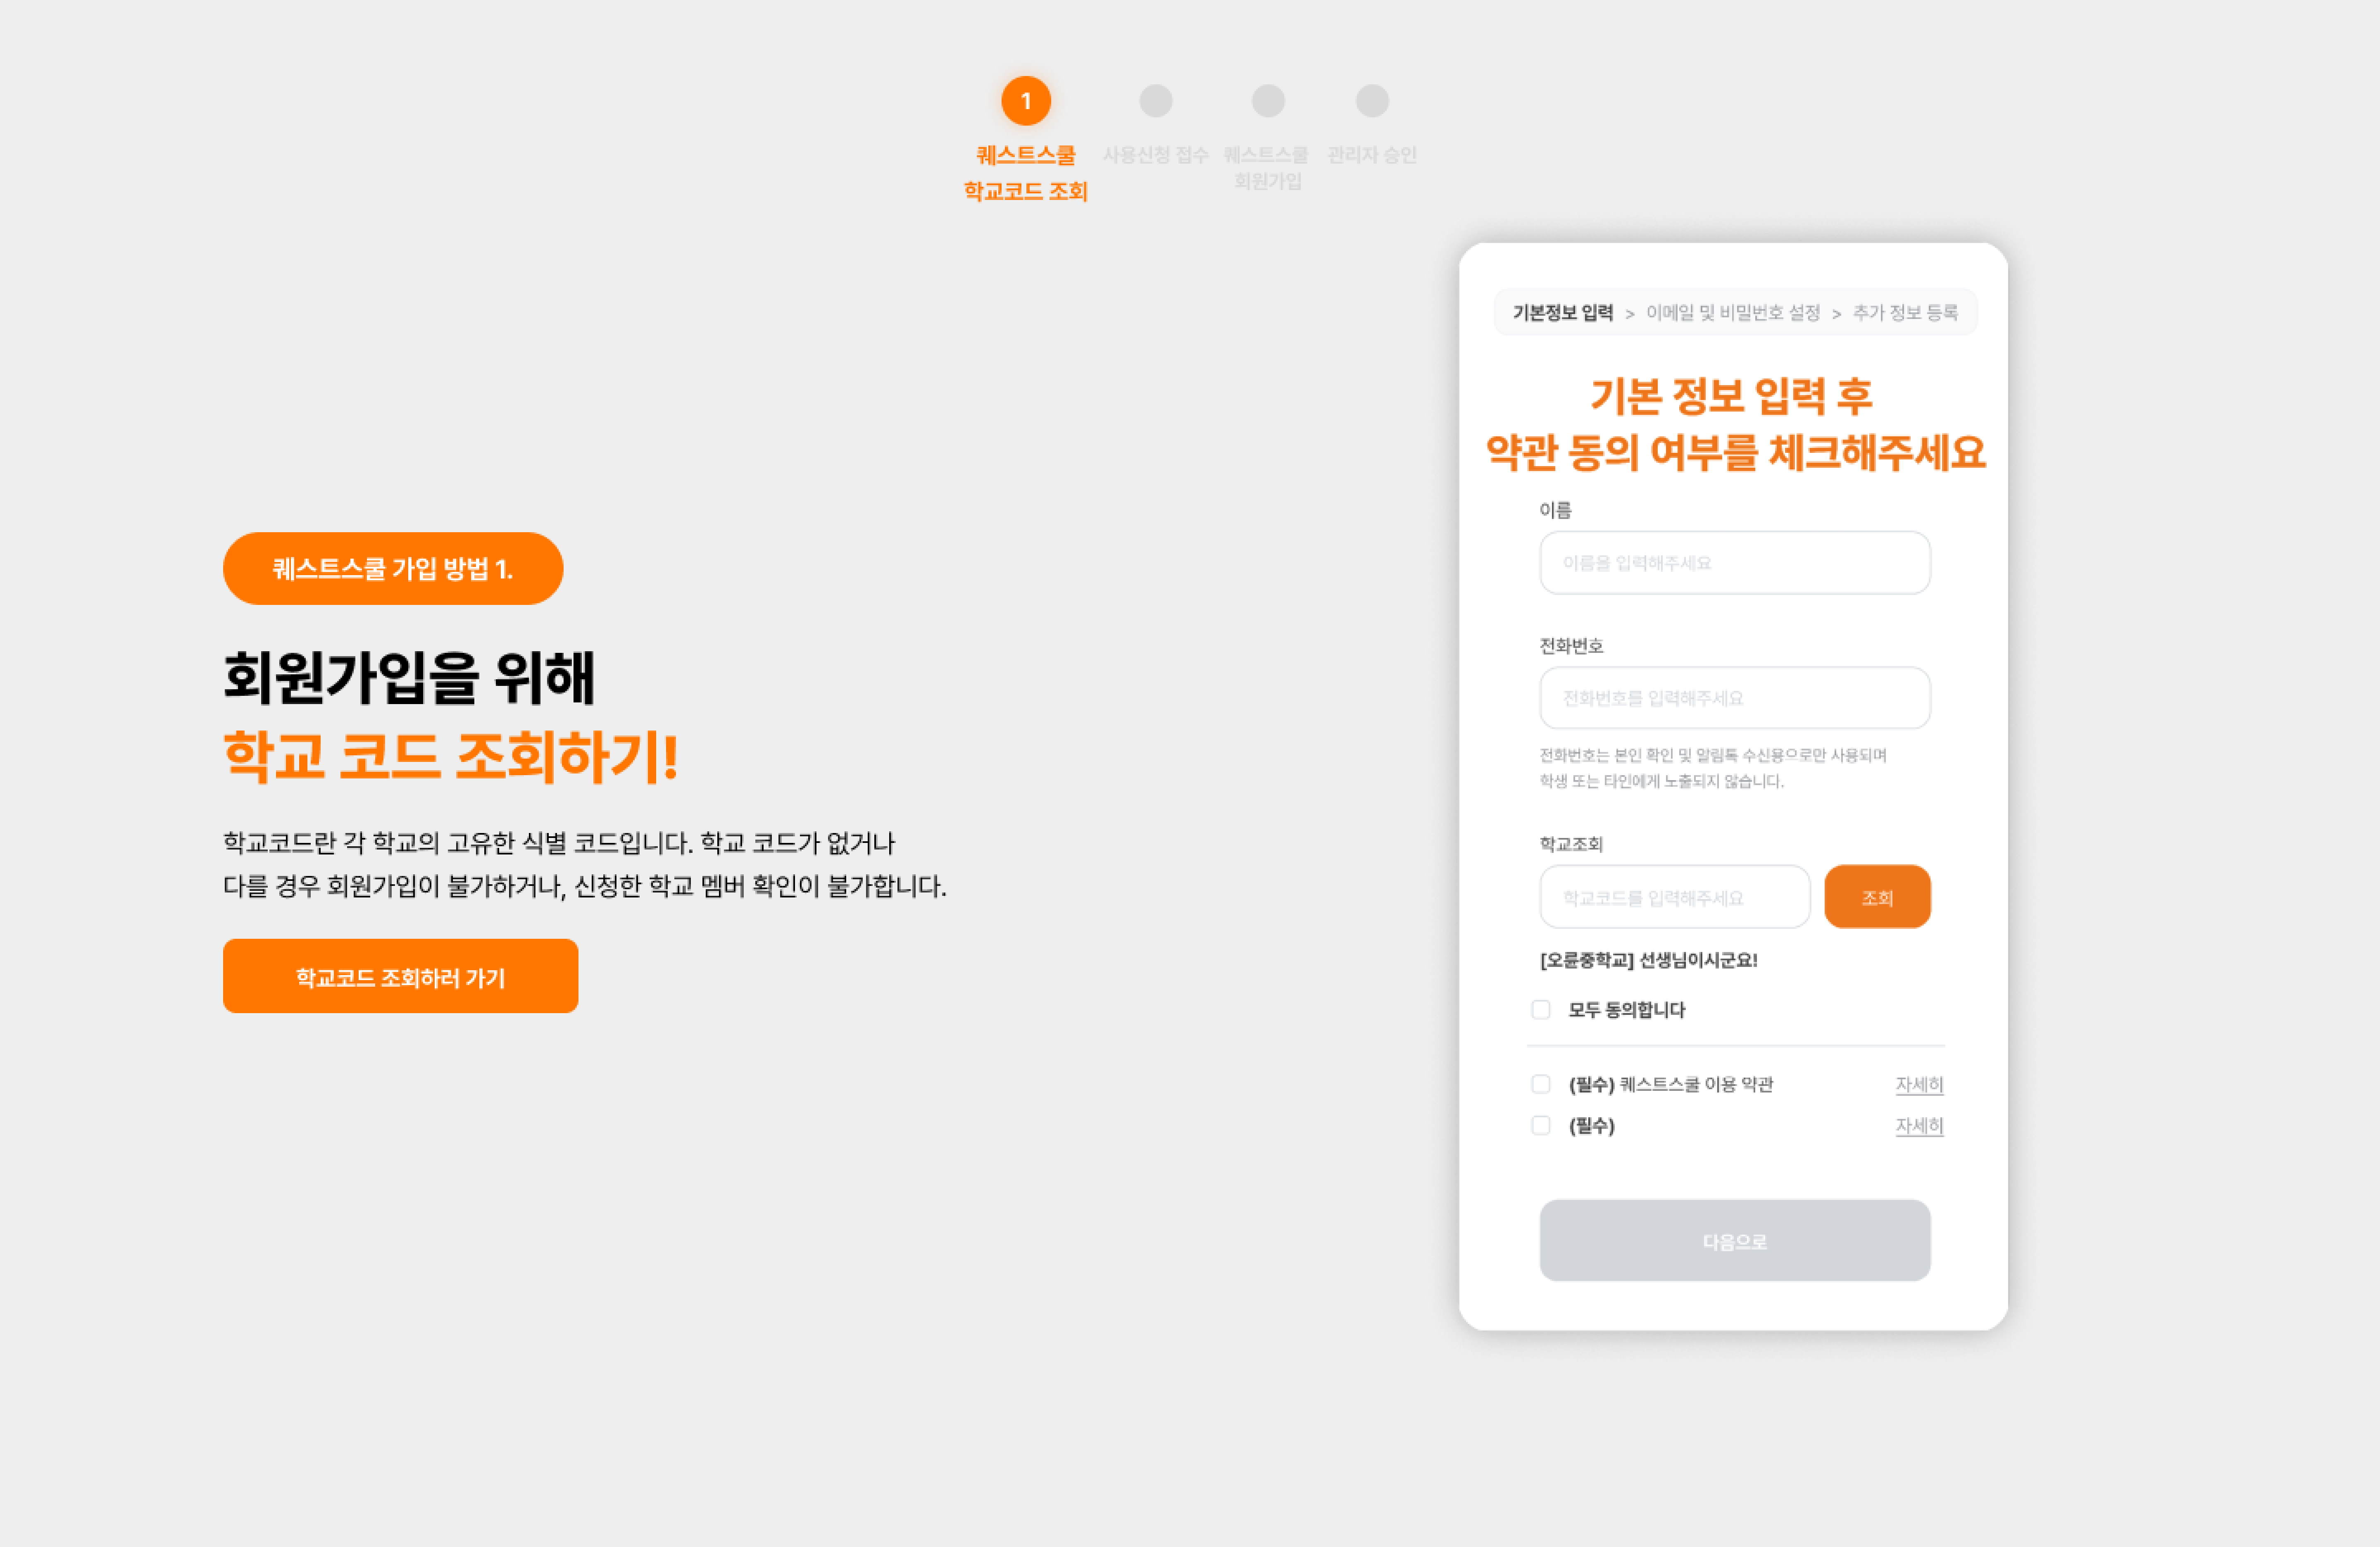 1
퀘스트스쿨
학교코드 조회
사용신청 접수
퀘스트스쿨
회원가입
관리자 승인
퀘스트스쿨 가입 방법 1.
회원가입을 위해
학교 코드 조회하기!
학교코드란 각 학교의 고유한 식별 코드입니다. 학교 코드가 없거나
다를 경우 회원가입이 불가하거나, 신청한 학교 멤버 확인이 불가합니다.
학교코드 조회하러 가기
기본정보 입력 > 이메일 및 비밀번호 설정 > 추가 정보 등록
기본 정보 입력 후
약관 동의 여부를 체크해주세요
이름
이름을 입력해주세요
전화번호
전화번호를 입력해주세요
전화번호는 본인 확인 및 알림톡 수신용으로만 사용되며
학생 또는 타인에게 노출되지 않습니다.
학교조회
학교코드를 입력해주세요
조회
[오륜중학교] 선생님이시군요!
모두 동의합니다
(필수) 퀘스트스쿨 이용 약관 자세히
(필수) 자세히
다음으로